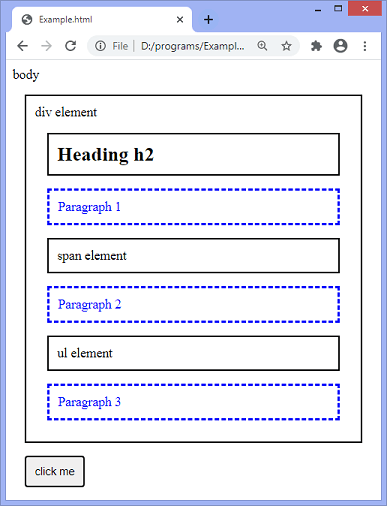 Example.html
File | D:/programs/Example...
body
div element
Heading h2
Paragraph 1
span element
Paragraph 2
ul element
Paragraph 3
click me